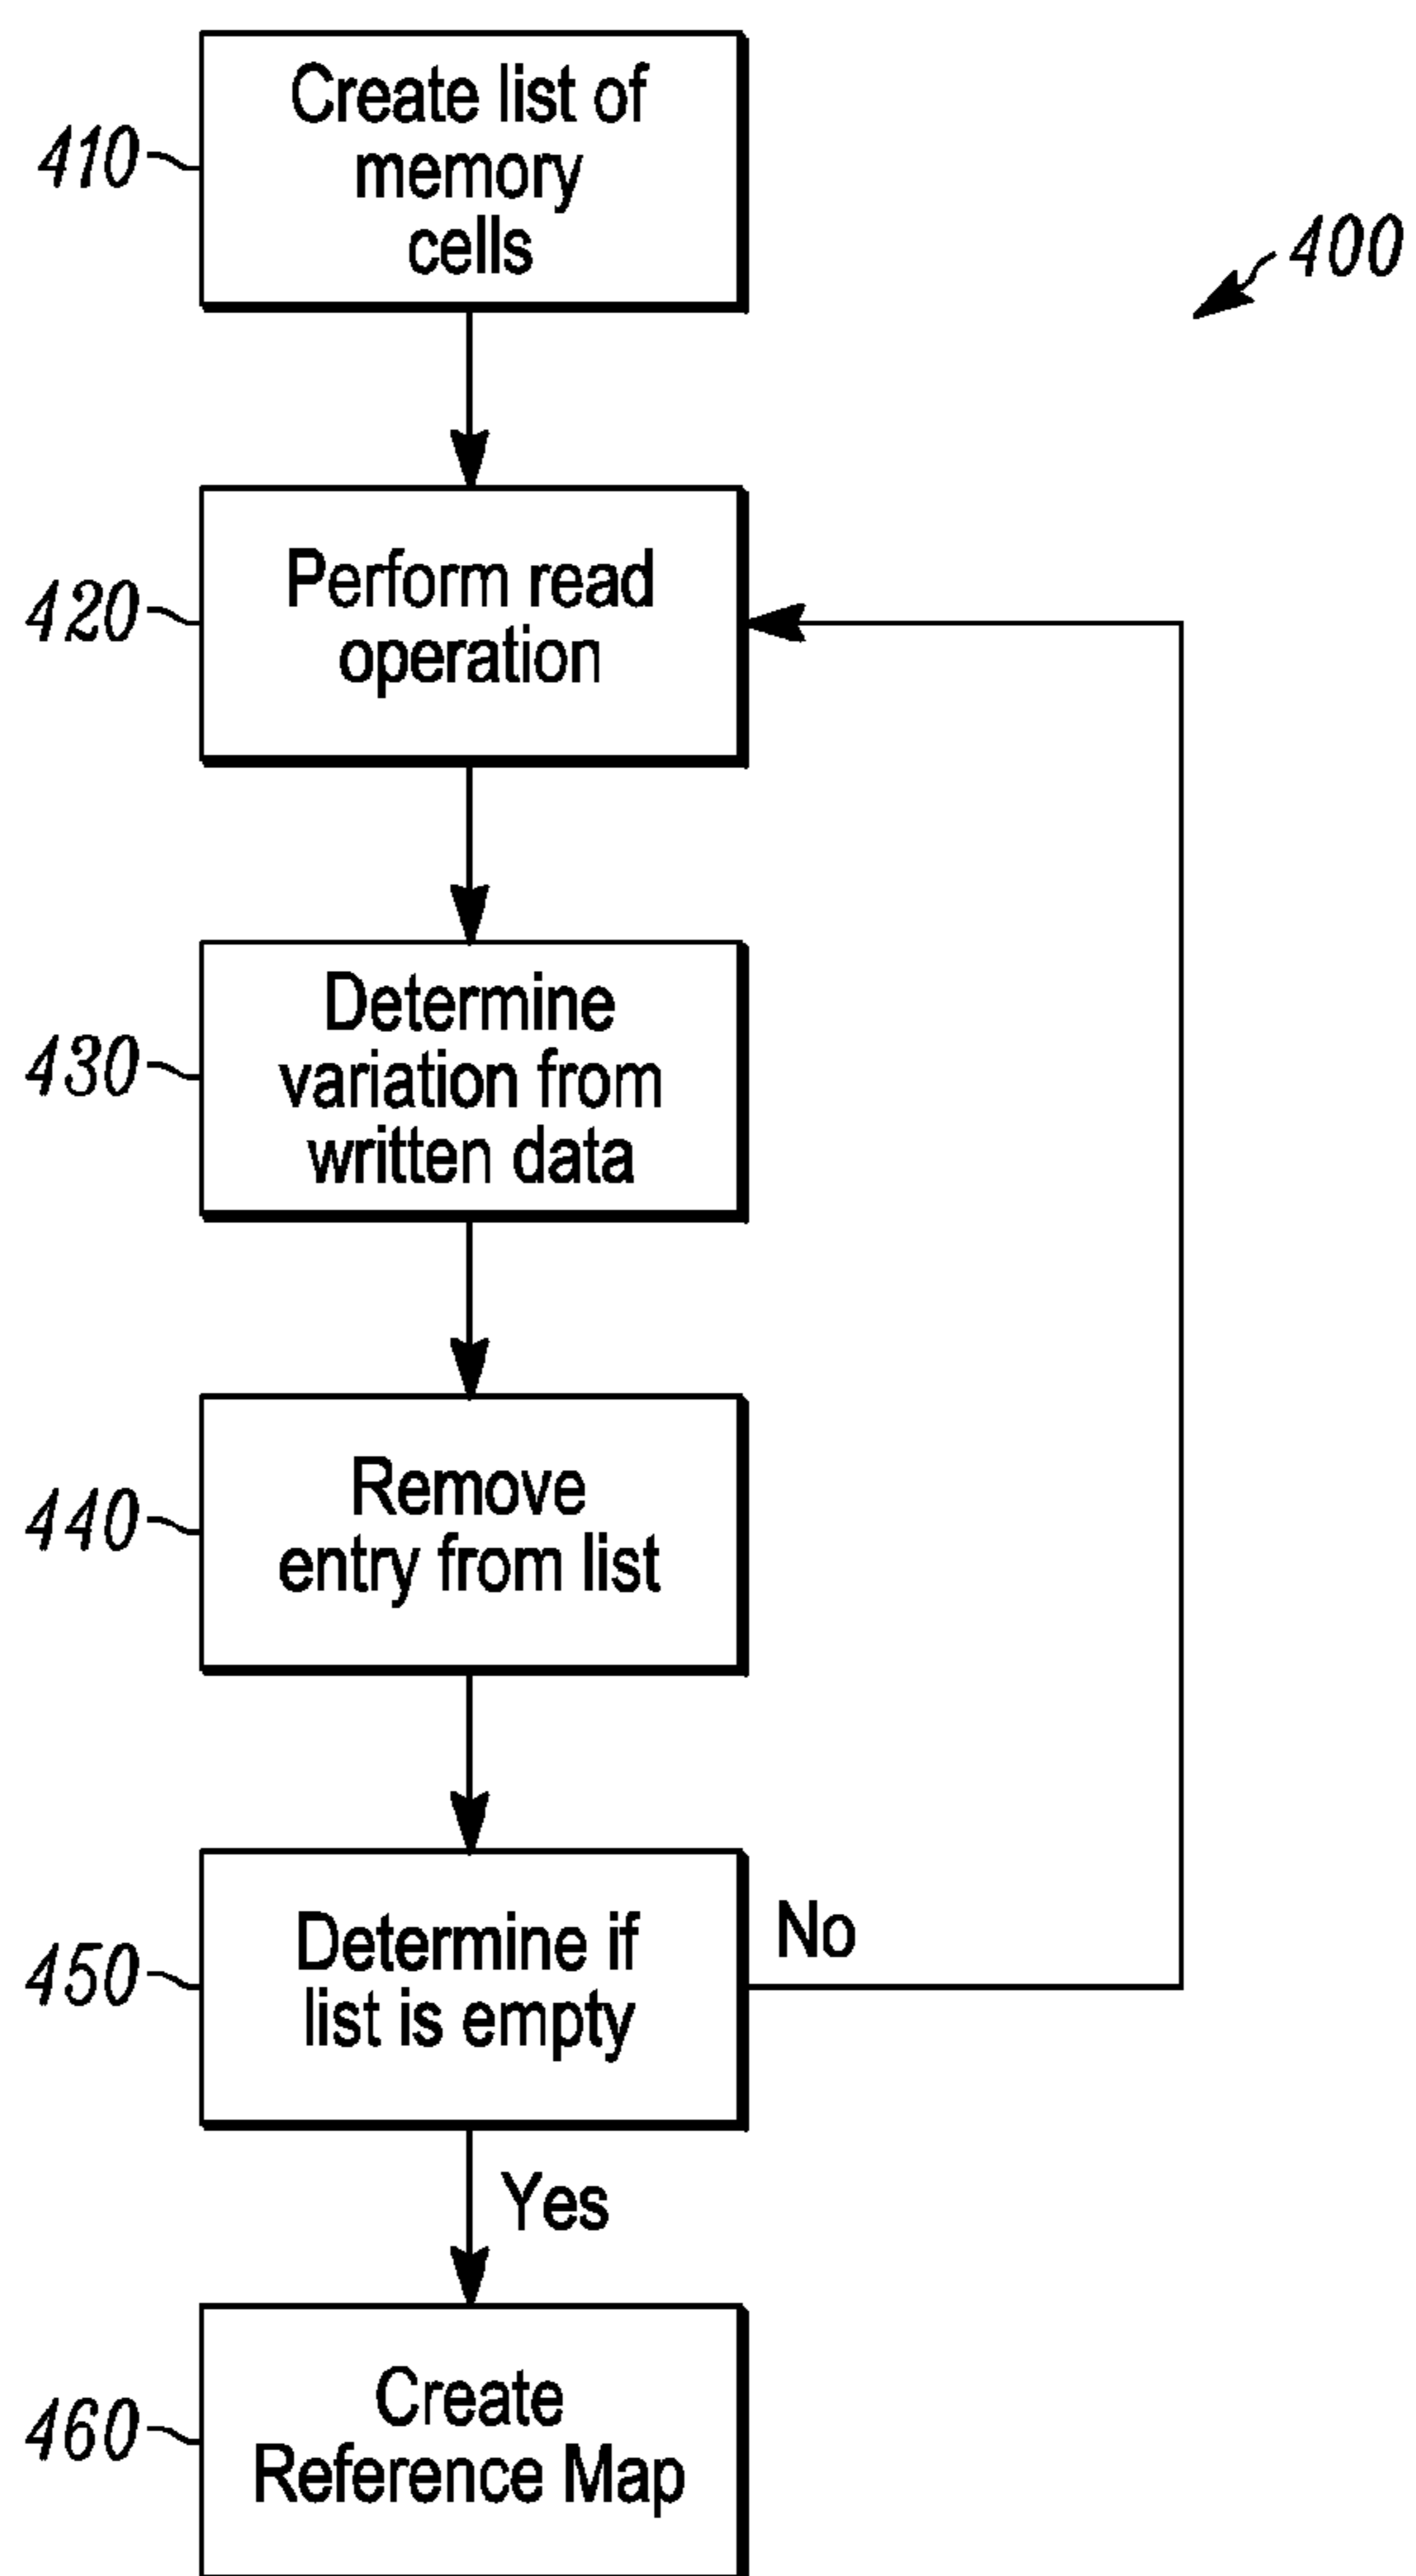 410
Create list of
memory
cells
400
420
Perform read
operation
430
Determine
variation from
written data
440
Remove
entry from list
450
Determine if
list is empty
No
Yes
460
Create
Reference Map